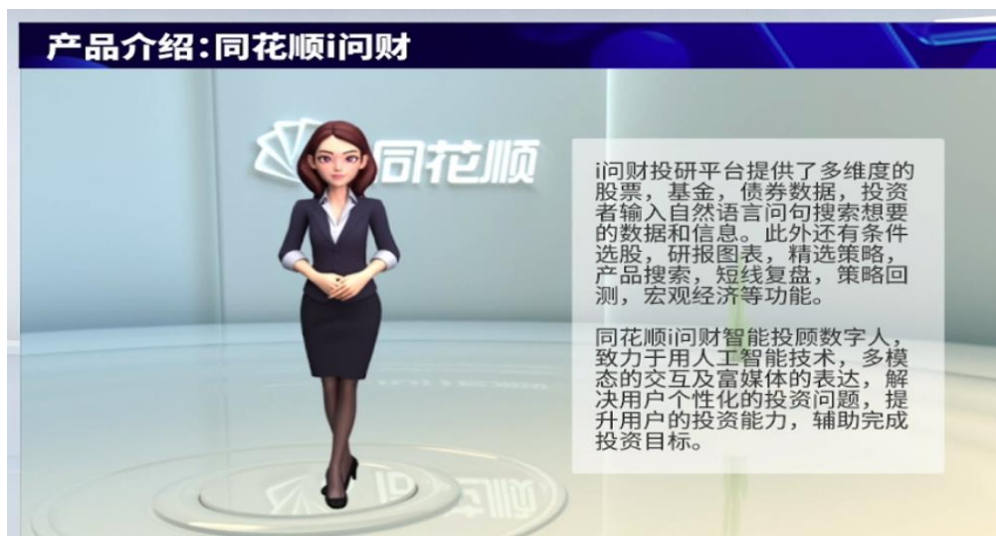 产品介绍:同花顺i问财
同花顺
i问财投研平台提供了多维度的
股票，基金，债券数据，投资
者输入自然语言问句搜索想要
的数据和信息。此外还有条件
选股，研报图表，精选策略，
产品搜索，短线复盘，策略回
测，宏观经济等功能。
同花顺i问财智能投顾数字人，
致力于用人工智能技术，多模
态的交互及富媒体的表达，解
决用户个性化的投资问题，提
升用户的投资能力，辅助完成
投资目标。